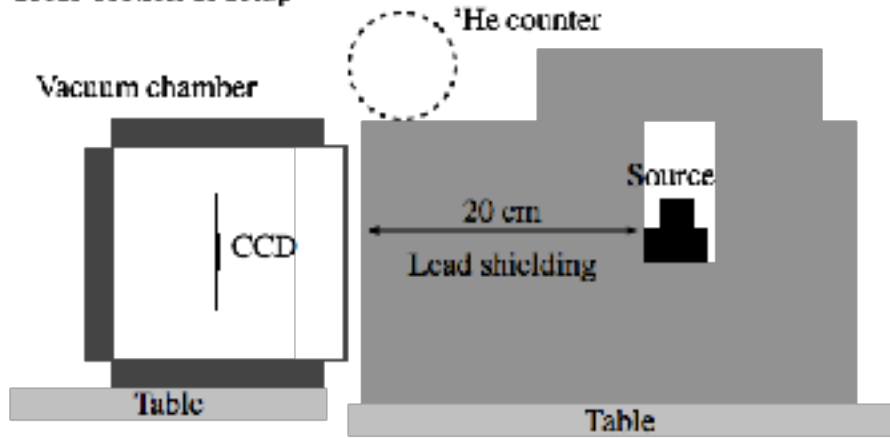 ³He counter
Vacuum chamber
Source
20 cm
CCD
Lead shielding
Table
Table